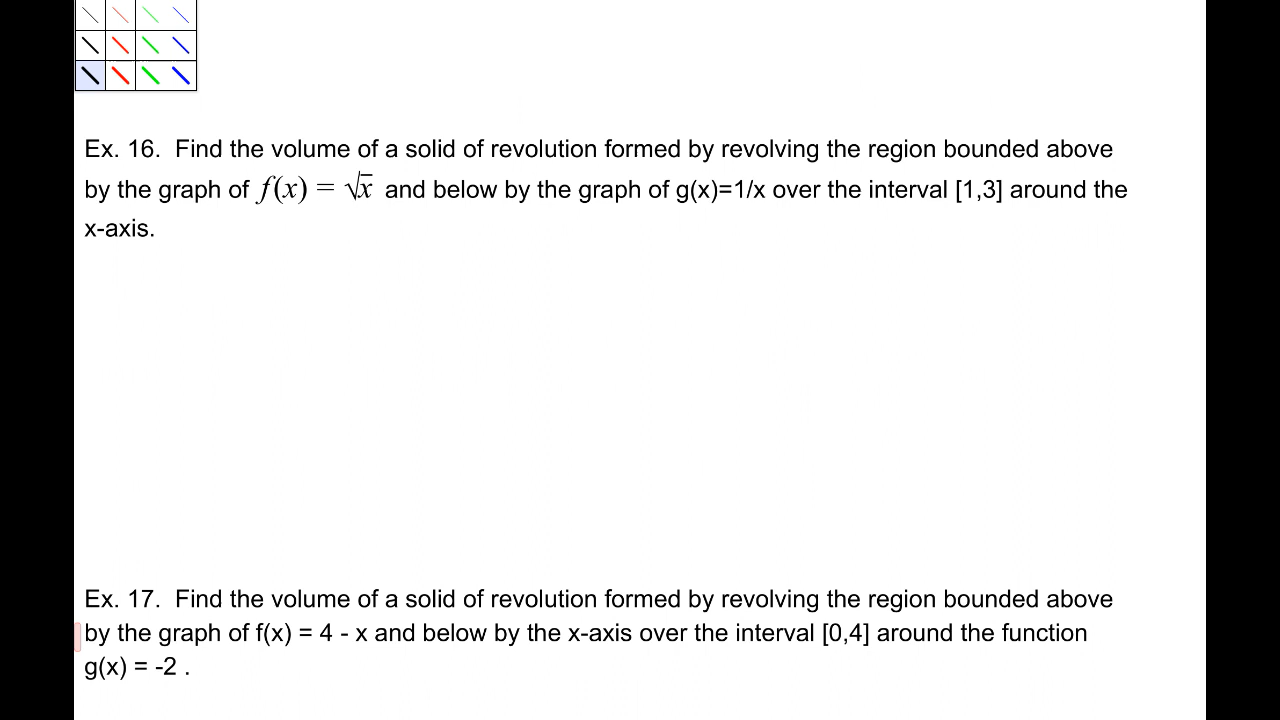 Ex. 16.  Find the volume of a solid of revolution formed by revolving the region bounded above
by the graph of f(x) = √x and below by the graph of g(x)=1/x over the interval [1,3] around the
x-axis.
Ex. 17.  Find the volume of a solid of revolution formed by revolving the region bounded above
by the graph of f(x) = 4 - x and below by the x-axis over the interval [0,4] around the function
g(x) = -2 .